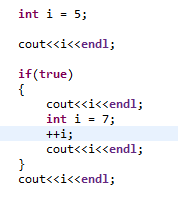 int i = 5;
cout<<i<<endl;
if(true)
{
cout<<i<<endl;
int i = 7;
++i;
cout<<i<<endl;
}
cout<<i<<endl;